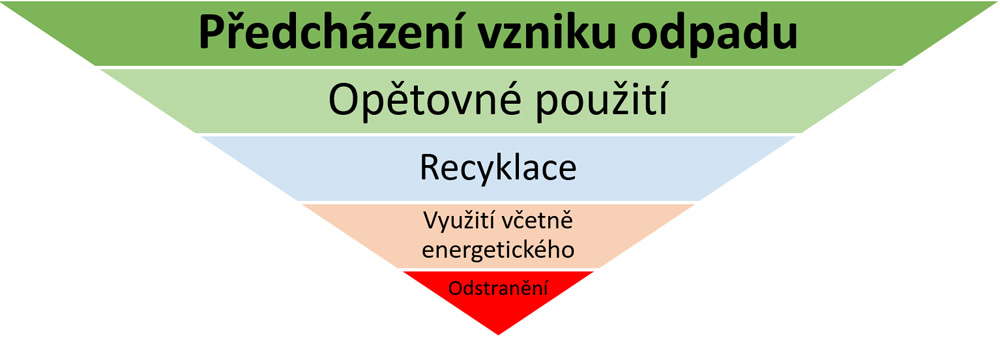 Předcházení vzniku odpadu
Opětovné použití
Recyklace
Využití včetně
energetického
Odstranění